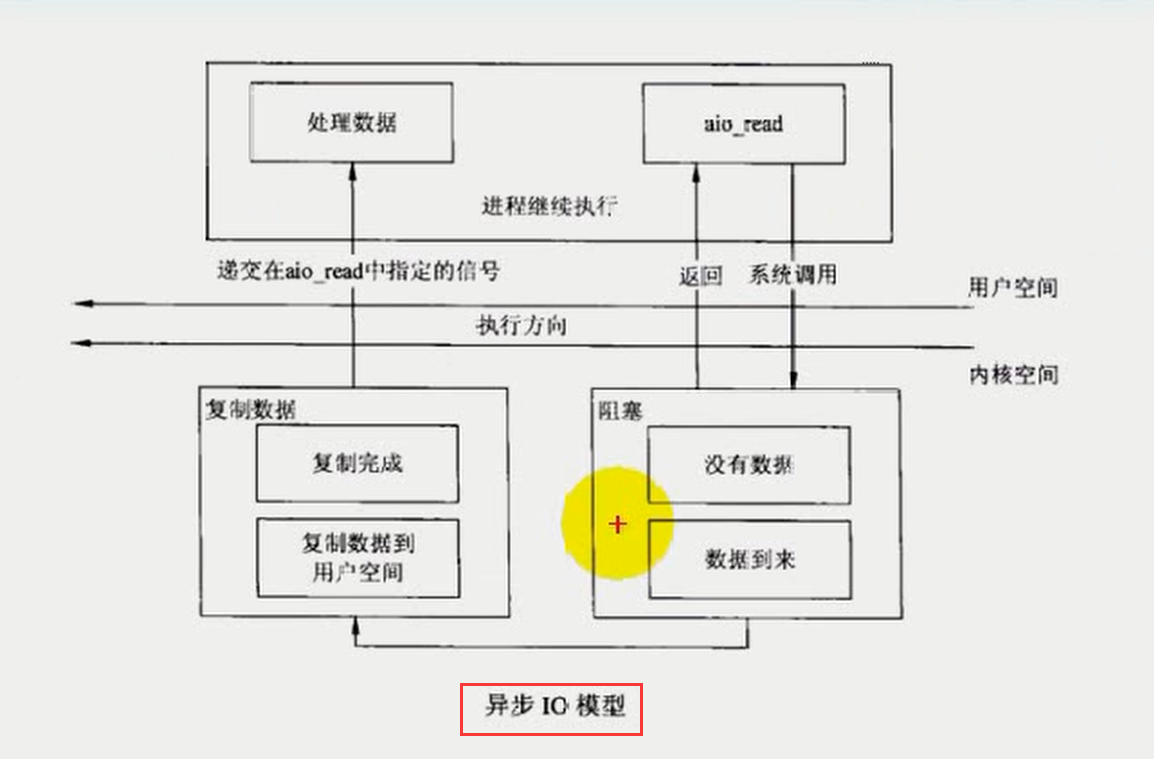 处理数据
aio_read
进程继续执行
递交在aio_read中指定的信号
返回
系统调用
用户空间
执行方向
内核空间
复制数据
阻塞
复制完成
没有数据
复制数据到
用户空间
数据到来
异步 IO 模型